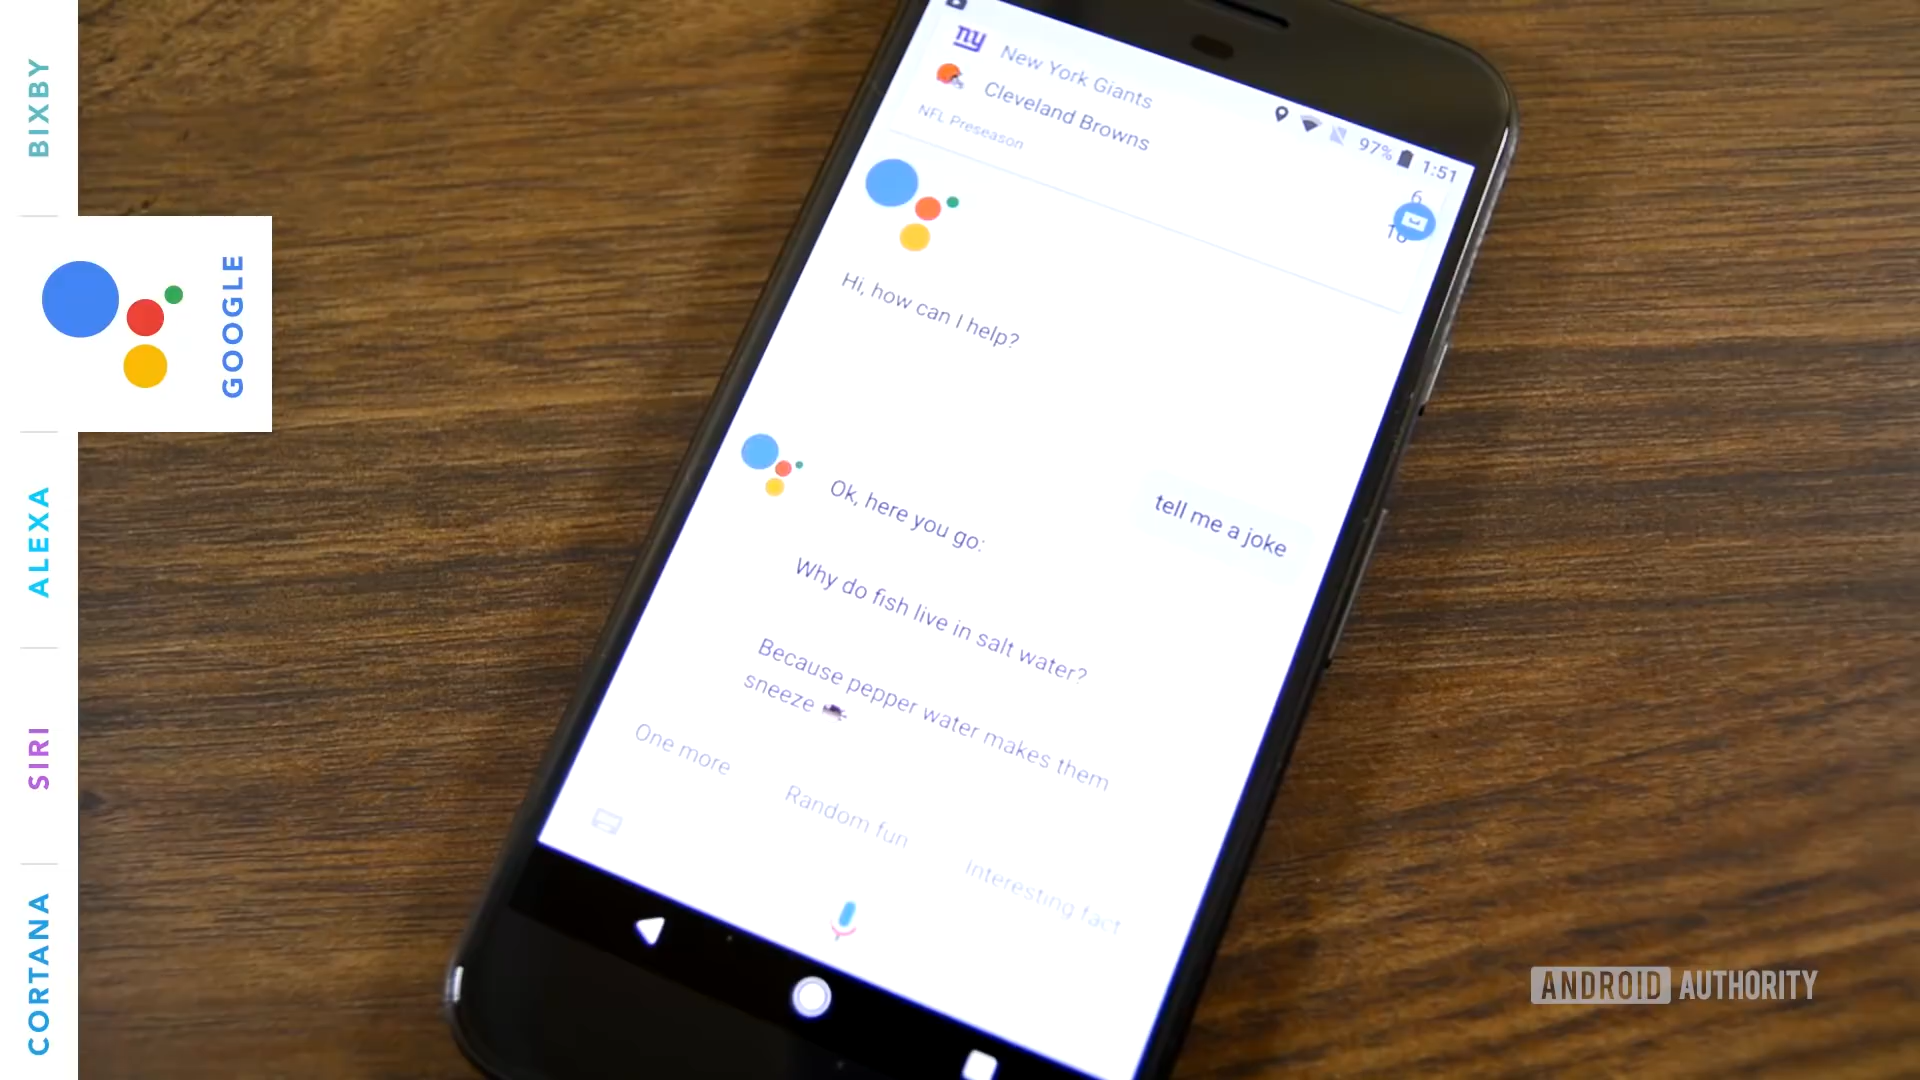 BIXBY
GOOGLE
ALEXA
SIRI
CORTANA
ny
New York Giants
Cleveland Browns
NFL Preseason
97% 1:51
6
Hi, how can I help?
tell me a joke
Ok, here you go:
Why do fish live in salt water?
Because pepper water makes them
sneeze
One more
Random fun
Interesting fact
ANDROID AUTHORITY